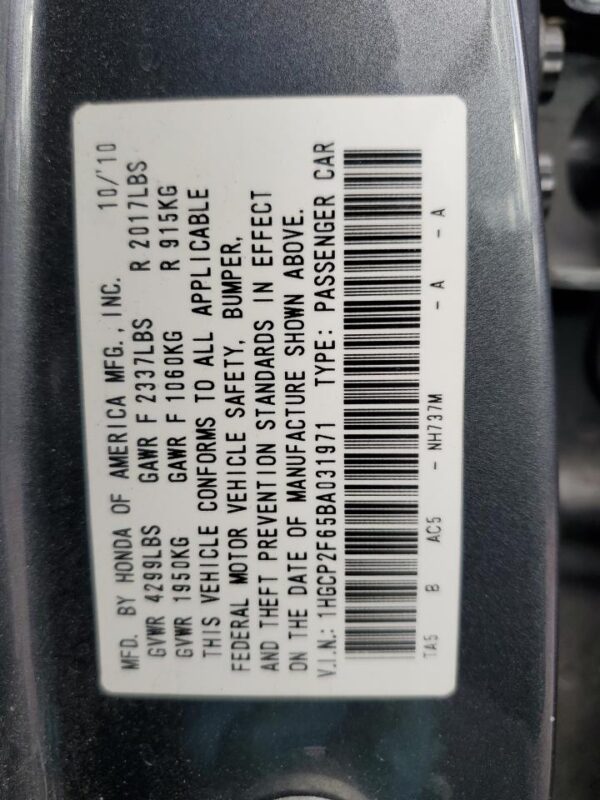 MFD. BY HONDA OF AMERICA MFG., INC. 10/'10
GVWR 4299LBS GAWR F 2337LBS R 2017LBS
GVWR 1950KG GAWR F 1060KG R 915KG
THIS VEHICLE CONFORMS TO ALL APPLICABLE
FEDERAL MOTOR VEHICLE SAFETY, BUMPER,
AND THEFT PREVENTION STANDARDS IN EFFECT
ON THE DATE OF MANUFACTURE SHOWN ABOVE.
V.I.N.: 1HGCP2F65BA031971 TYPE: PASSENGER CAR
TA5 B AC5 - NH737M - A - A